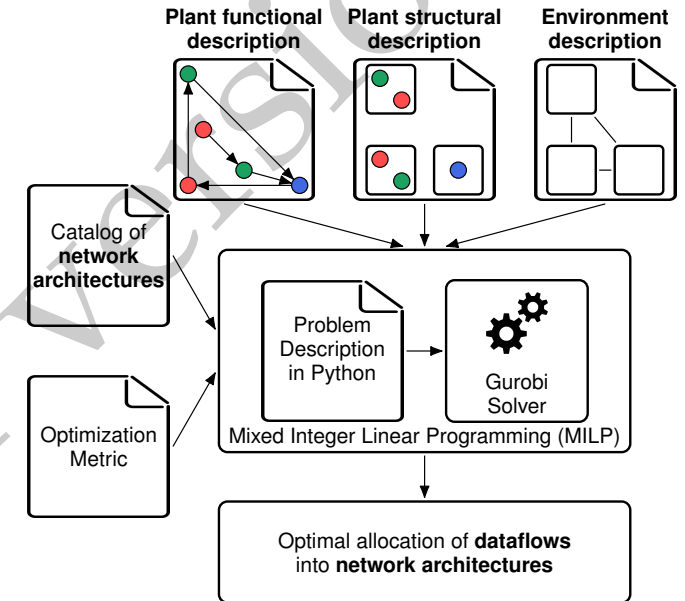 Plant functional
description
Plant structural
description
Environment
description
Catalog of
network
architectures
Problem
Description
in Python
Gurobi
Solver
Mixed Integer Linear Programming (MILP)
Optimization
Metric
Optimal allocation of dataflows
into network architectures
version